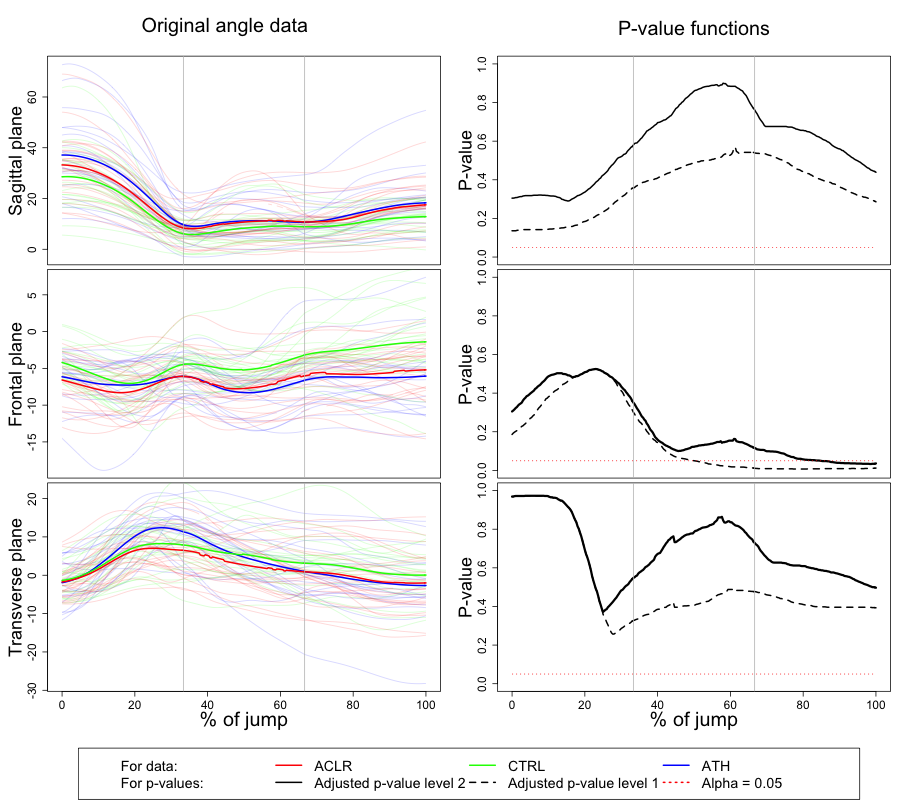 Original angle data
P-value functions
Sagittal plane
0 20 40 60
P-value
0.0 0.2 0.4 0.6 0.8 1.0
Frontal plane
-15 -10 -5 0 5
P-value
0.0 0.2 0.4 0.6 0.8 1.0
Transverse plane
-30 -20 -10 0 10 20
P-value
0.0 0.2 0.4 0.6 0.8 1.0
0 20 40 60 80 100
0 20 40 60 80 100
% of jump
% of jump
For data: ACLR CTRL ATH
For p-values: Adjusted p-value level 2 Adjusted p-value level 1 Alpha = 0.05